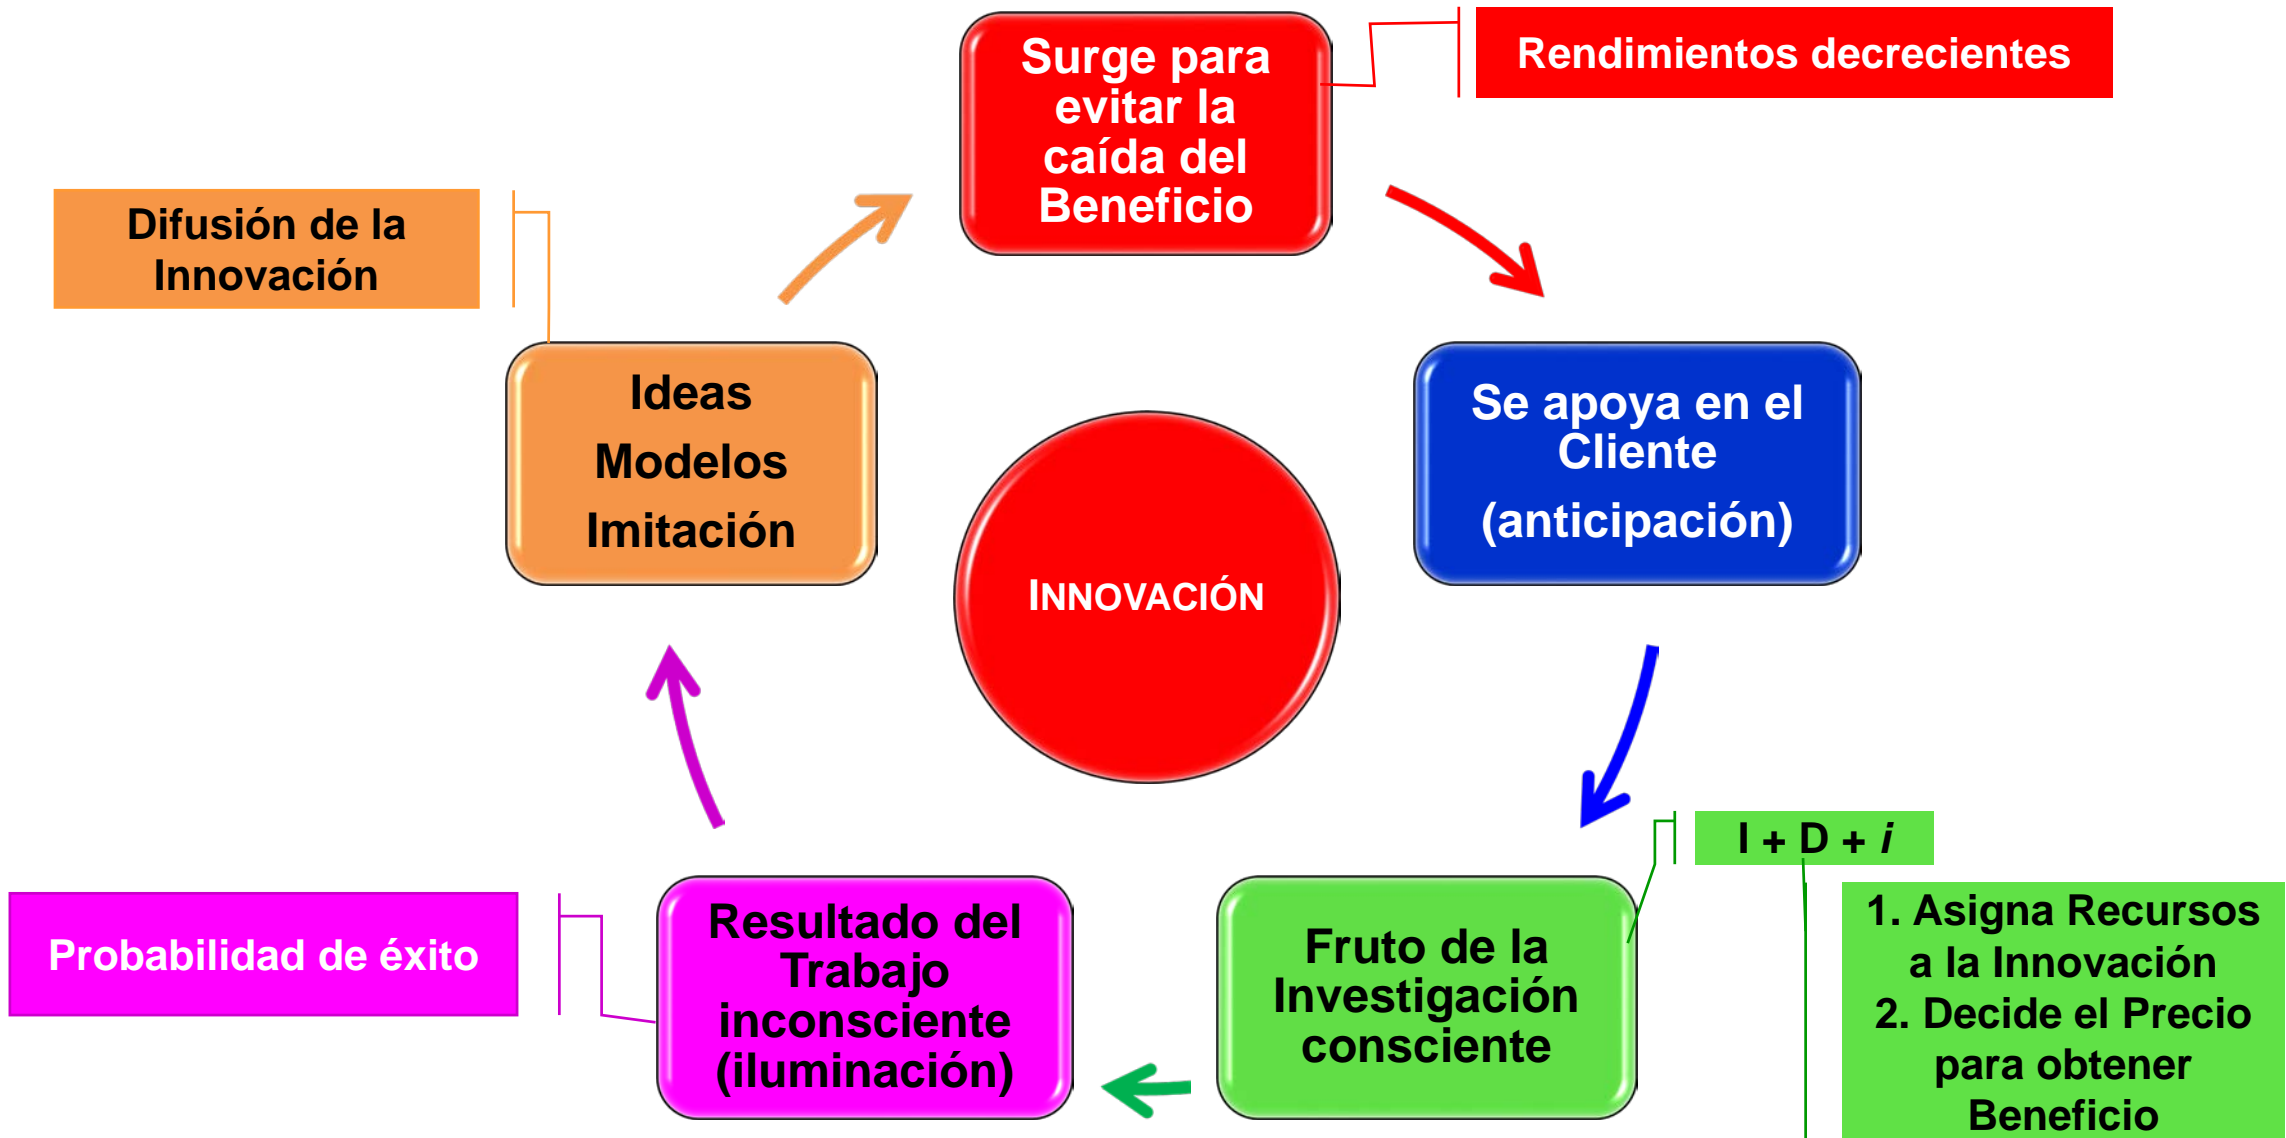 Surge para
evitar la
caída del
Beneficio
Rendimientos decrecientes
Difusión de la
Innovación
Ideas
Modelos
Imitación
Se apoya en el
Cliente
(anticipación)
INNOVACIÓN
I + D + i
1. Asigna Recursos
a la Innovación
2. Decide el Precio
para obtener
Beneficio
Fruto de la
Investigación
consciente
Resultado del
Trabajo
inconsciente
(iluminación)
Probabilidad de éxito